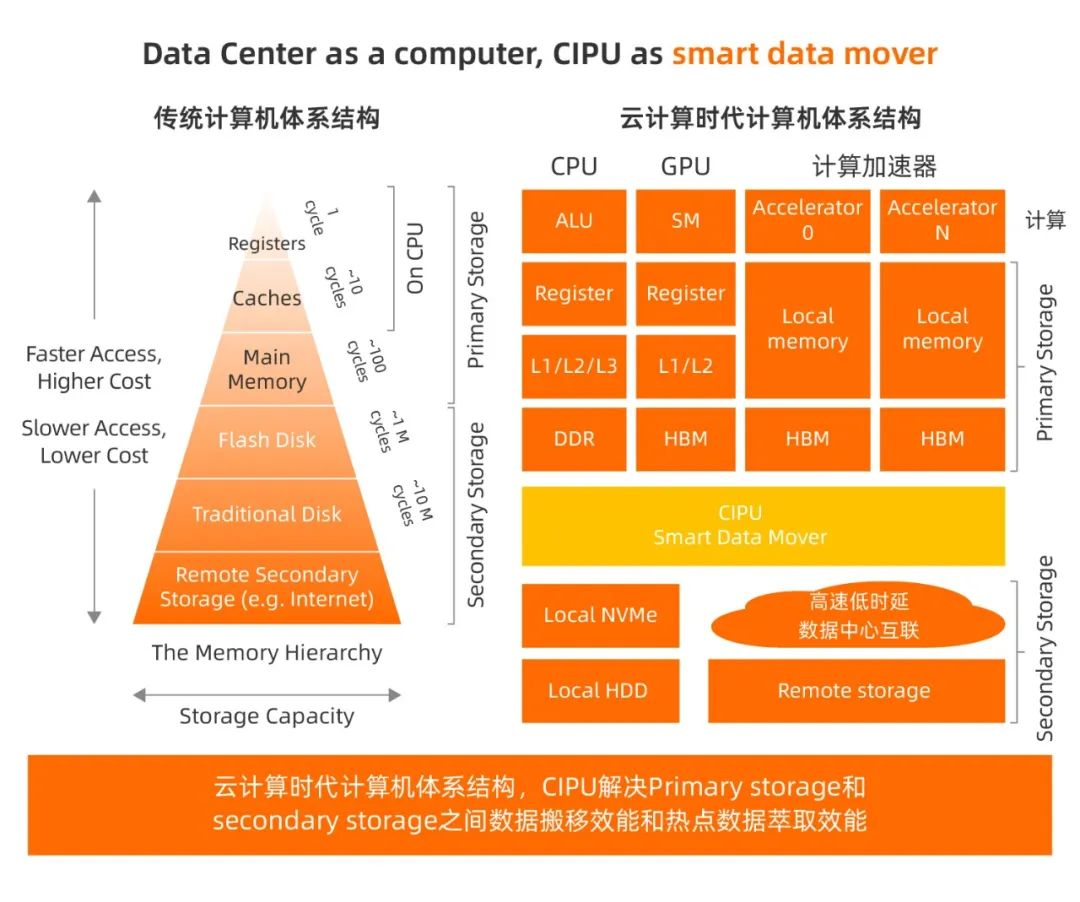 Data Center as a computer, CIPU as smart data mover
传统计算机体系结构
Faster Access,
Higher Cost
Slower Access,
Lower Cost
Registers
Caches
Main
Memory
Flash Disk
Traditional Disk
Remote Secondary
Storage (e.g. Internet)
1
cycle
~10
cycles
~100
cycles
~1 M
cycles
~10 M
cycles
On CPU
Primary Storage
Secondary Storage
The Memory Hierarchy
Storage Capacity
云计算时代计算机体系结构
CPU
GPU
计算加速器
ALU
SM
Accelerator
0
Accelerator
N
计算
Register
Register
Local
memory
Local
memory
L1/L2/L3
L1/L2
DDR
HBM
HBM
HBM
Primary Storage
CIPU
Smart Data Mover
Local NVMe
高速低时延
数据中心互联
Local HDD
Remote storage
Secondary Storage
云计算时代计算机体系结构，CIPU解决Primary storage和
secondary storage之间数据搬移效能和热点数据萃取效能